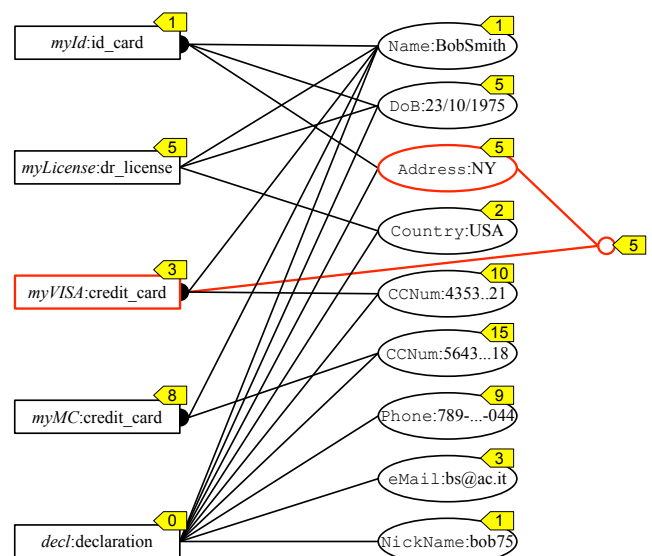 1
myId:id_card
1
Name:BobSmith
5
DoB:23/10/1975
5
myLicense:dr_license
5
Address:NY
2
Country:USA
5
3
myVISA:credit_card
10
CCNum:4353..21
15
CCNum:5643...18
8
myMC:credit_card
9
Phone:789-...-044
3
eMail:bs@ac.it
0
decl:declaration
1
NickName:bob75